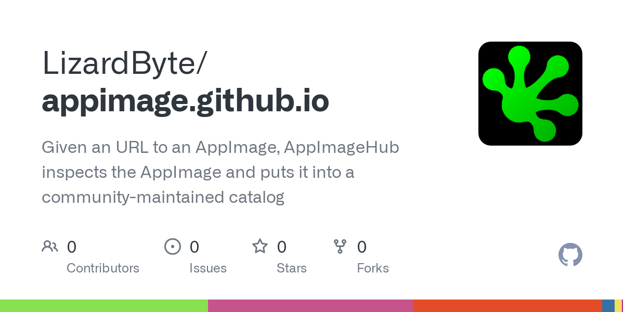 LizardByte/
appimage.github.io
Given an URL to an AppImage, AppImageHub
inspects the AppImage and puts it into a
community-maintained catalog
0 0 0 0
Contributors Issues Stars Forks